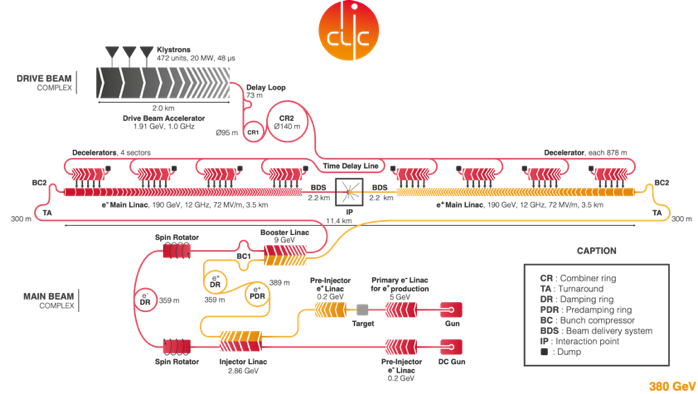 CLIC
Klystrons
472 units, 20 MW, 48 µs
DRIVE BEAM
COMPLEX
Delay Loop
73 m
2.0 km
CR2
Ø140 m
Drive Beam Accelerator
1.91 GeV, 1.0 GHz
Ø95 m
CR1
Decelerators, 4 sectors
Time Delay Line
Decelerator, each 878 m
BC2
BDS
BDS
BC2
2.2 km
2.2 km
e⁻ Main Linac, 190 GeV, 12 GHz, 72 MV/m, 3.5 km
e⁺ Main Linac, 190 GeV, 12 GHz, 72 MV/m, 3.5 km
TA
IP
TA
300 m
11.4 km
300 m
Booster Linac
9 GeV
Spin Rotator
BC1
e⁺
DR
389 m
e⁺
PDR
359 m
MAIN BEAM
COMPLEX
e⁻
DR
359 m
Pre-Injector
e⁺ Linac
0.2 GeV
Primary e⁻ Linac
for e⁺ production
5 GeV
Target
Gun
Spin Rotator
Injector Linac
2.86 GeV
Pre-Injector
e⁻ Linac
0.2 GeV
DC Gun
CAPTION
CR : Combiner ring
TA : Turnaround
DR : Damping ring
PDR : Predamping ring
BC : Bunch compressor
BDS : Beam delivery system
IP : Interaction point
: Dump
380 GeV